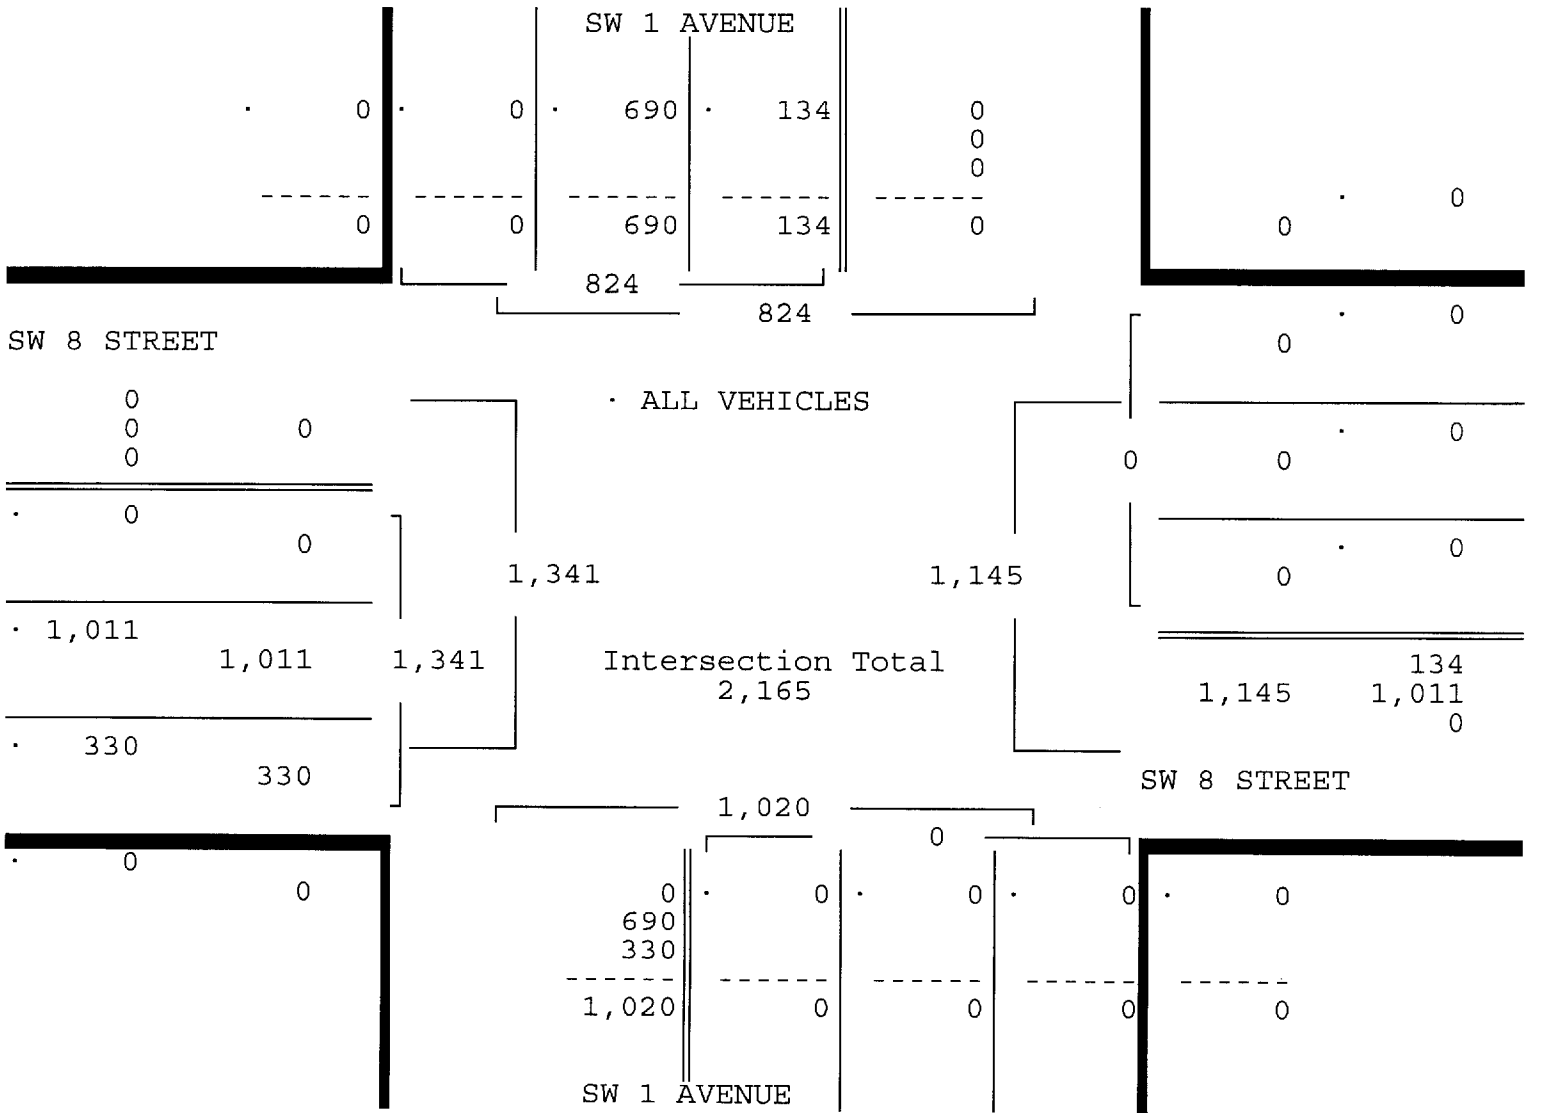 SW 1 AVENUE
· 0 · 0 · 690 · 134 0
0
0
------ ------ ------ ------ ------
· 0
0 0 690 134 0
0
824
824
· 0
SW 8 STREET
0
0
· ALL VEHICLES
0 0
· 0
0
0 0
· 0
0
· 0
1,341 1,145
0
· 1,011
1,011 1,341 Intersection Total
134
2,165
1,145 1,011
0
· 330
330
SW 8 STREET
1,020
0
· 0
0
0 · 0 · 0 · 0 · 0
690
330
------ ------ ------ ------ ------
1,020 0 0 0 0
SW 1 AVENUE